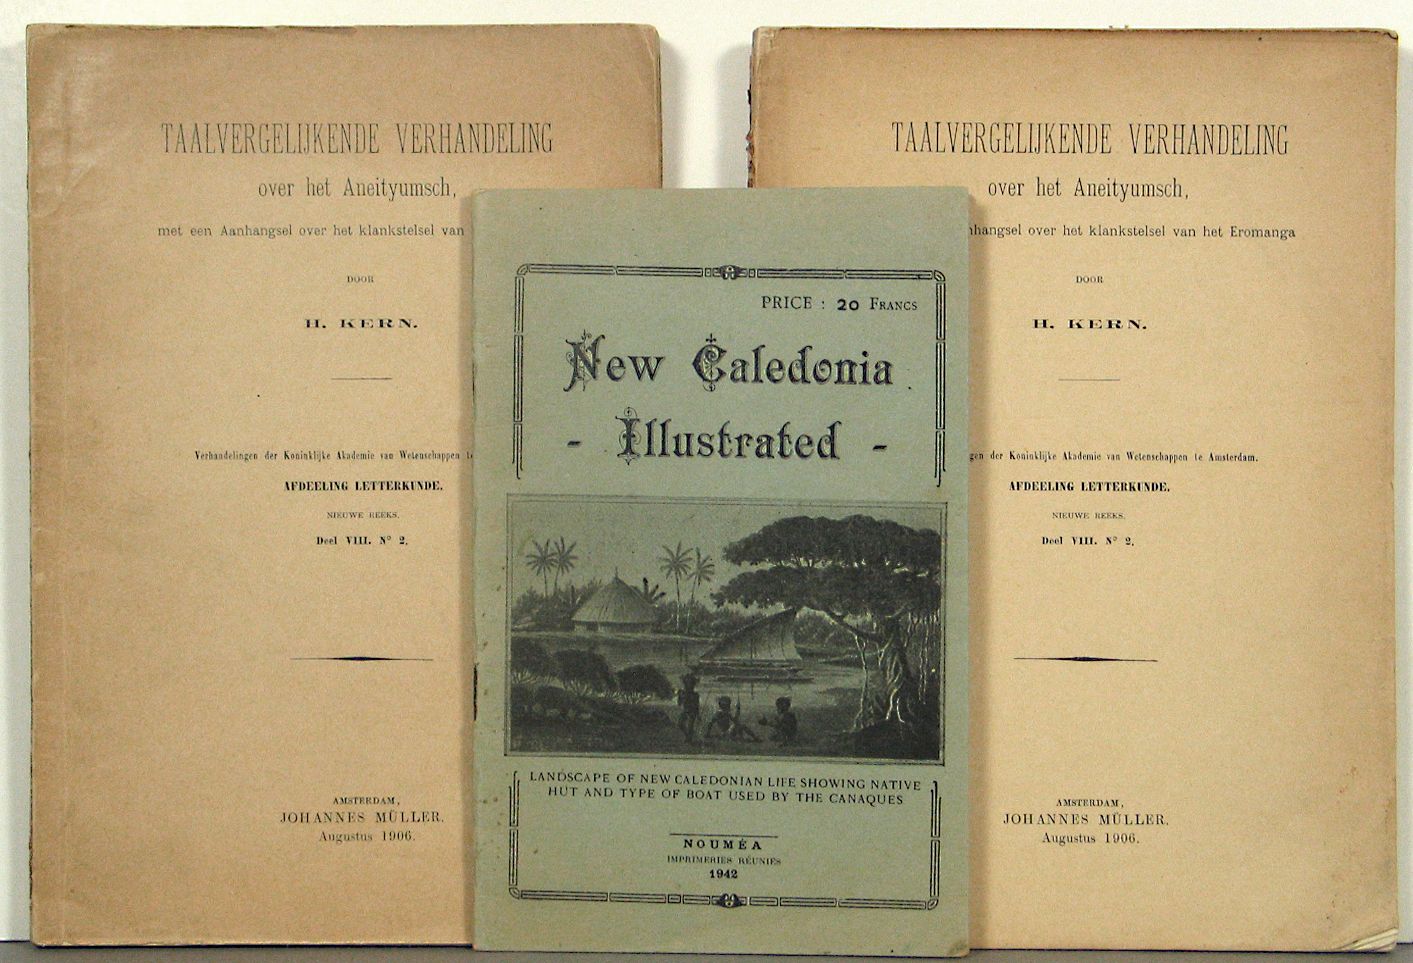 TAALVERGELIJKENDE VERHANDELING
over het Aneityumsch,
met een Aanhangsel over het klankstelsel van
DOOR
H. KERN.
Verhandelingen der Koninklijke Akademie van Wetenschappen
AFDEELING LETTERKUNDE.
NIEUWE REEKS.
Deel VIII. Nº 2.
AMSTERDAM,
JOHANNES MÜLLER.
Augustus 1906.
PRICE : 20 FRANCS
New Caledonia
- Illustrated -
LANDSCAPE OF NEW CALEDONIAN LIFE SHOWING NATIVE
HUT AND TYPE OF BOAT USED BY THE CANAQUES
NOUMÉA
IMPRIMERIES RÉUNIES
1942
TAALVERGELIJKENDE VERHANDELING
over het Aneityumsch,
hangsel over het klankstelsel van het Eromanga
DOOR
H. KERN.
der Koninklijke Akademie van Wetenschappen te Amsterdam.
AFDEELING LETTERKUNDE.
NIEUWE REEKS.
Deel VIII. Nº 2.
AMSTERDAM,
JOHANNES MÜLLER.
Augustus 1906.